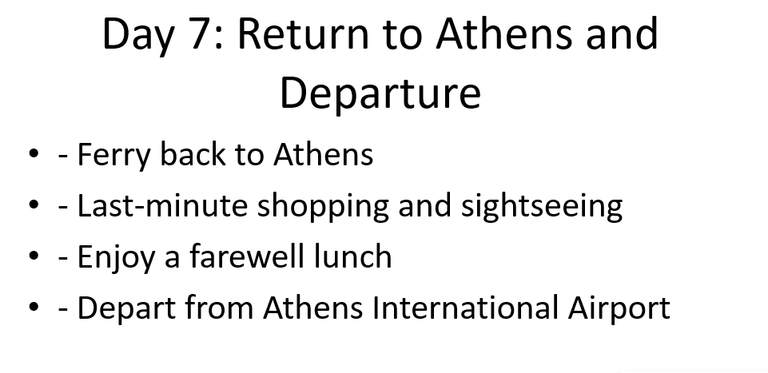 Day 7: Return to Athens and
Departure
• - Ferry back to Athens
• - Last-minute shopping and sightseeing
• - Enjoy a farewell lunch
• - Depart from Athens International Airport